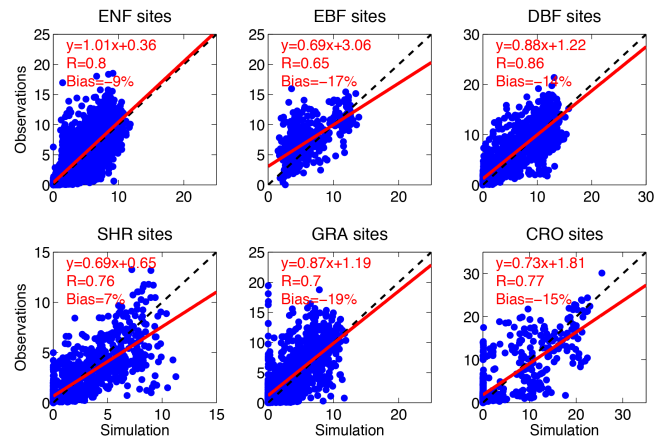 ENF sites
EBF sites
DBF sites
y=1.01x+0.36
R=0.8
Bias=−9%
y=0.69x+3.06
R=0.65
Bias=−17%
y=0.88x+1.22
R=0.86
Bias=−14%
Observations
25
20
15
10
5
0
0
10
20
25
20
15
10
5
0
0
10
20
30
20
10
0
0
10
20
30
SHR sites
GRA sites
CRO sites
y=0.69x+0.65
R=0.76
Bias=7%
y=0.87x+1.19
R=0.7
Bias=−19%
y=0.73x+1.81
R=0.77
Bias=−15%
Observations
15
10
5
0
0
5
10
15
Simulation
25
20
15
10
5
0
0
10
20
Simulation
30
20
10
0
0
10
20
30
Simulation